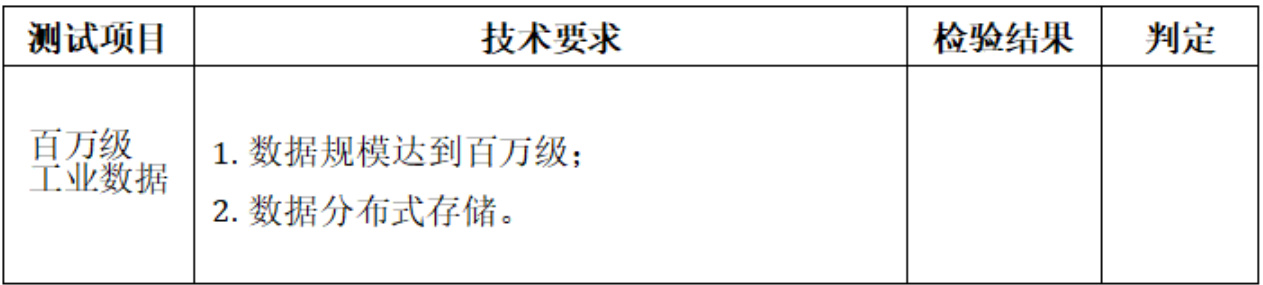 测试项目 技术要求 检验结果 判定
百万级
工业数据
1. 数据规模达到百万级；
2. 数据分布式存储。